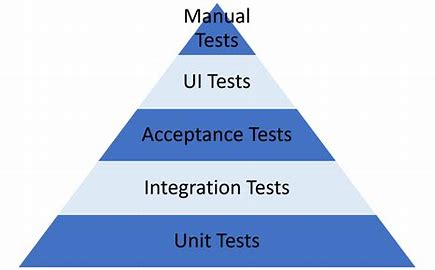 Manual
Tests
UI Tests
Acceptance Tests
Integration Tests
Unit Tests